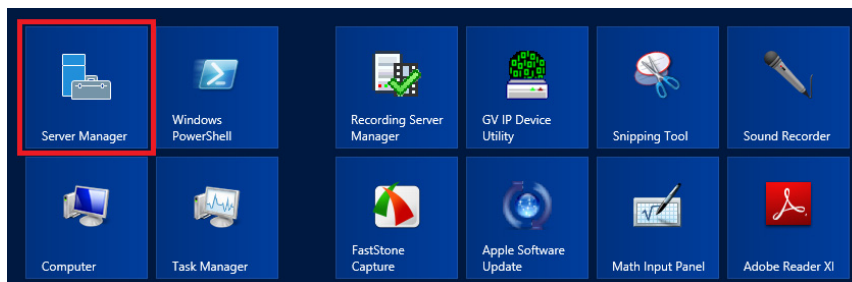 Server Manager
Windows
PowerShell
Recording Server
Manager
GV IP Device
Utility
Snipping Tool
Sound Recorder
Computer
Task Manager
FastStone
Capture
Apple Software
Update
Math Input Panel
Adobe Reader XI